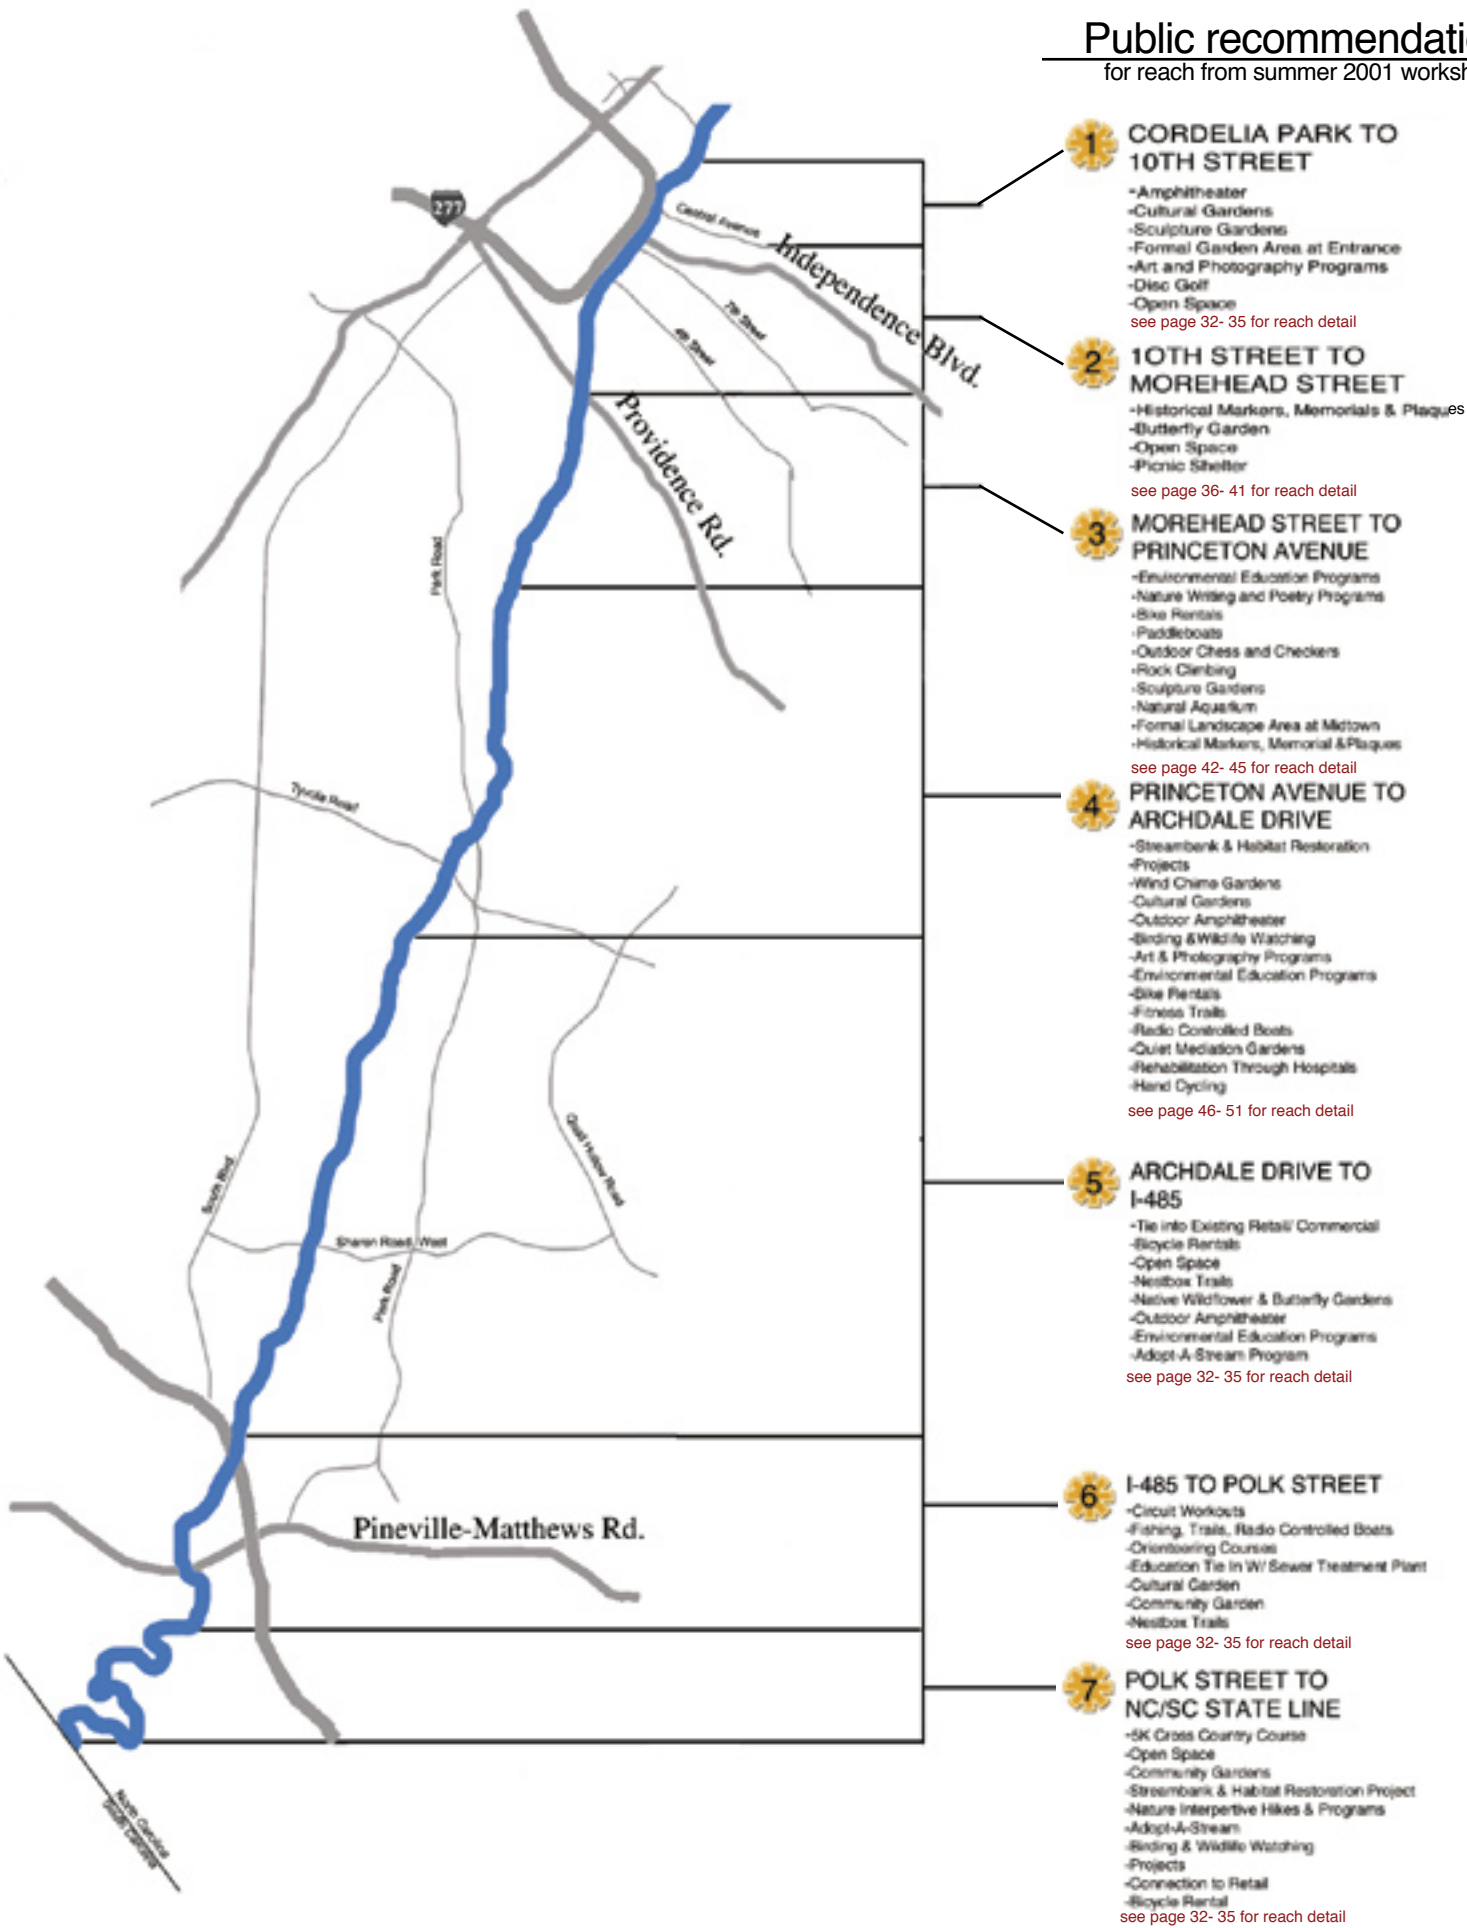 Public recommendati
for reach from summer 2001 worksh
1
CORDELIA PARK TO
10TH STREET
-Amphitheater
-Cultural Gardens
-Sculpture Gardens
-Formal Garden Area at Entrance
-Art and Photography Programs
-Disc Golf
-Open Space
see page 32- 35 for reach detail
2
1OTH STREET TO
MOREHEAD STREET
-Historical Markers, Memorials & Plaques
-Butterfly Garden
-Open Space
-Picnic Shelter
see page 36- 41 for reach detail
3
MOREHEAD STREET TO
PRINCETON AVENUE
-Environmental Education Programs
-Nature Writing and Poetry Programs
-Bike Rentals
-Paddleboats
-Outdoor Chess and Checkers
-Rock Climbing
-Sculpture Gardens
-Natural Aquarium
-Formal Landscape Area at Midtown
-Historical Markers, Memorial &Plaques
see page 42- 45 for reach detail
4
PRINCETON AVENUE TO
ARCHDALE DRIVE
-Streambank & Habitat Restoration
-Projects
-Wind Chime Gardens
-Cultural Gardens
-Outdoor Amphitheater
-Birding &Wildlife Watching
-Art & Photography Programs
-Environmental Education Programs
-Bike Rentals
-Fitness Trails
-Radio Controlled Boats
-Quiet Mediation Gardens
-Rehabilitation Through Hospitals
-Hand Cycling
see page 46- 51 for reach detail
5
ARCHDALE DRIVE TO
I-485
-Tie into Existing Retail/ Commercial
-Bicycle Rentals
-Open Space
-Nestbox Trails
-Native Wildflower & Butterfly Gardens
-Outdoor Amphitheater
-Environmental Education Programs
-Adopt-A-Stream Program
see page 32- 35 for reach detail
6
I-485 TO POLK STREET
-Circuit Workouts
-Fishing, Trails, Radio Controlled Boats
-Orienteering Courses
-Education Tie In W/ Sewer Treatment Plant
-Cultural Garden
-Community Garden
-Nestbox Trails
see page 32- 35 for reach detail
7
POLK STREET TO
NC/SC STATE LINE
-5K Cross Country Course
-Open Space
-Community Gardens
-Streambank & Habitat Restoration Project
-Nature Interpertive Hikes & Programs
-Adopt-A-Stream
-Birding & Wildlife Watching
-Projects
-Connection to Retail
-Bicycle Rental
see page 32- 35 for reach detail
277
Central Avenue
Independence Blvd.
7th Street
4th Street
Providence Rd.
Park Road
Tyvola Road
Quail Hollow Road
South Blvd
Sharon Road West
Park Road
Pineville-Matthews Rd.
North Carolina
South Carolina